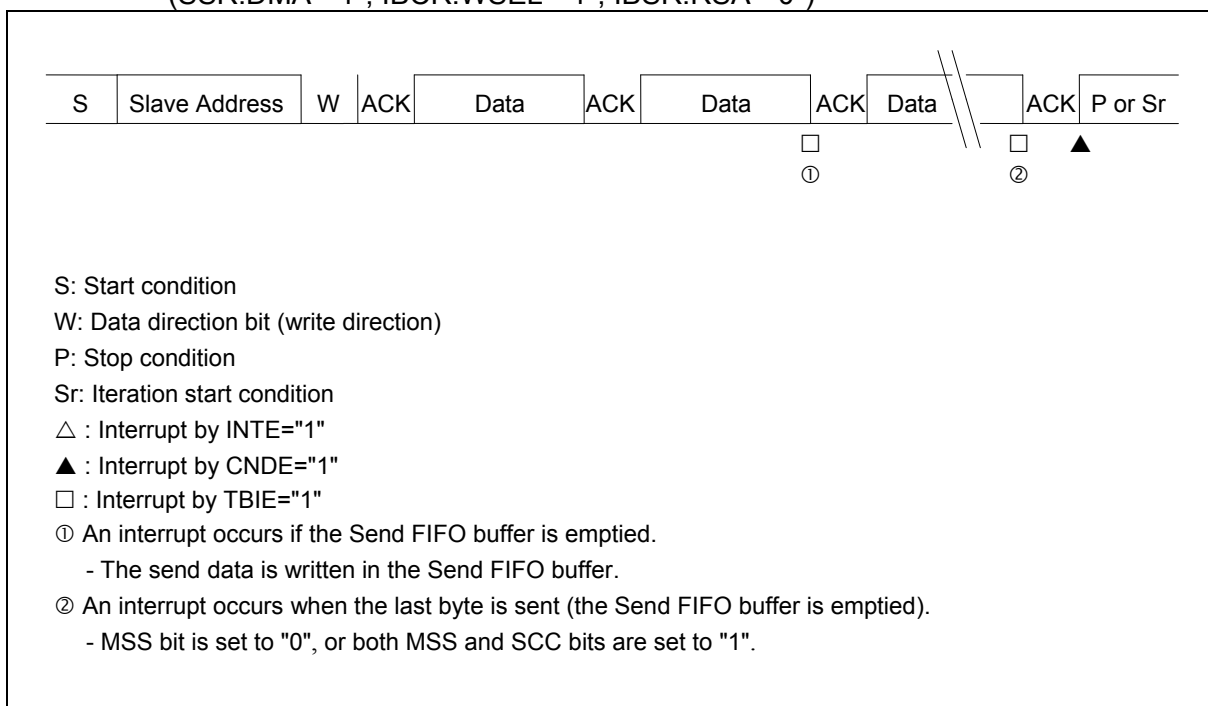 S Slave Address W ACK Data ACK Data ACK Data ACK P or Sr
□ □ ▲
① ②
S: Start condition
W: Data direction bit (write direction)
P: Stop condition
Sr: Iteration start condition
△ : Interrupt by INTE="1"
▲ : Interrupt by CNDE="1"
□ : Interrupt by TBIE="1"
① An interrupt occurs if the Send FIFO buffer is emptied.
- The send data is written in the Send FIFO buffer.
② An interrupt occurs when the last byte is sent (the Send FIFO buffer is emptied).
- MSS bit is set to "0", or both MSS and SCC bits are set to "1".